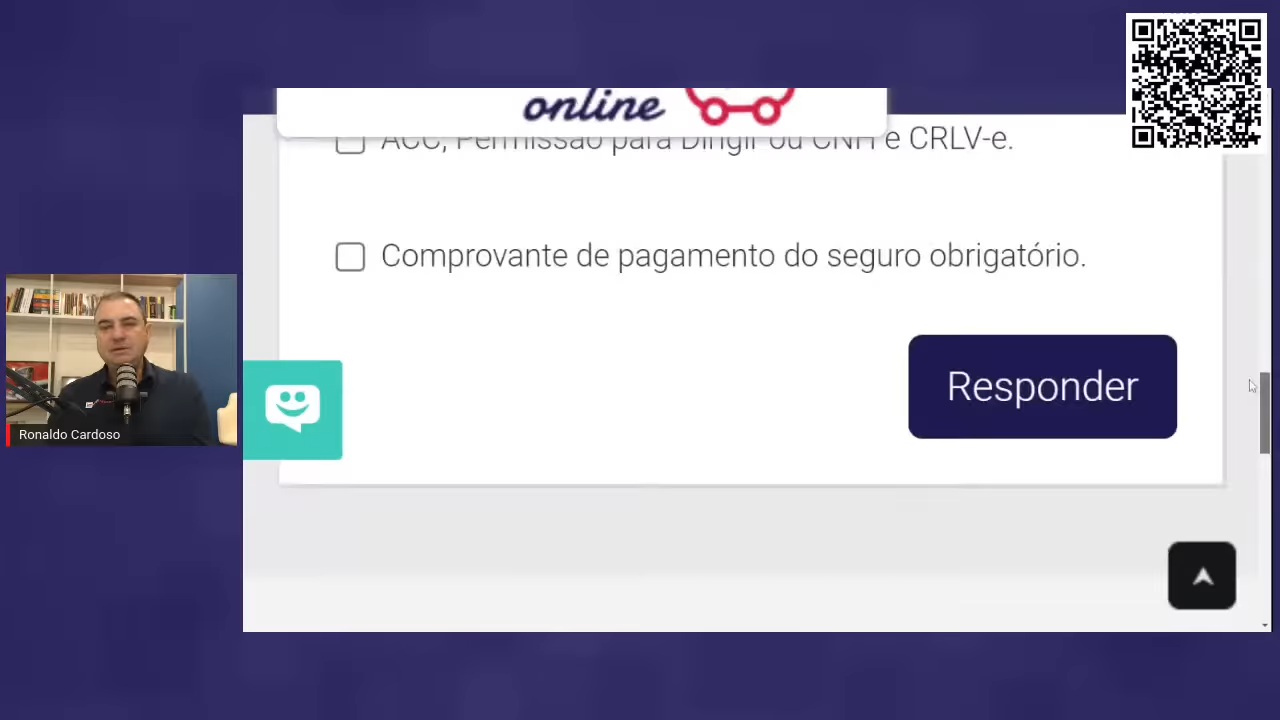 online
ACC, Permissão para Dirigir ou CNH e CRLV-e.
Comprovante de pagamento do seguro obrigatório.
Responder
Ronaldo Cardoso